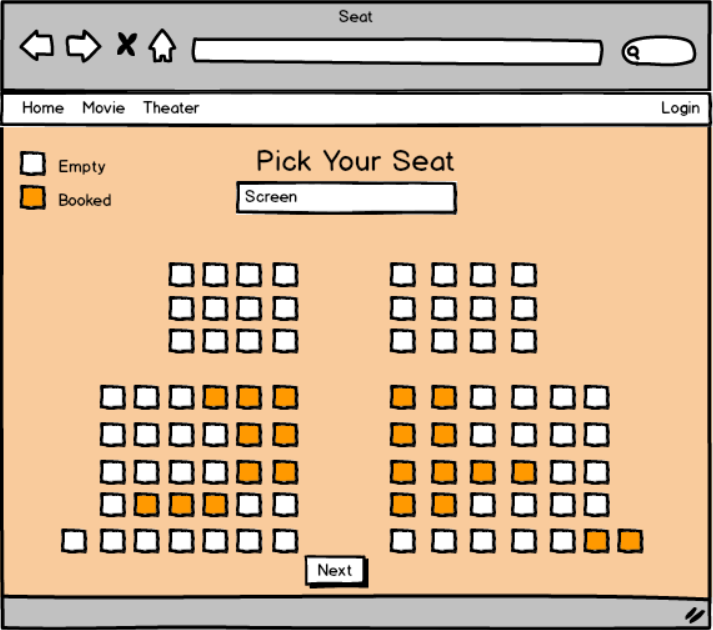 Seat
Home Movie Theater Login
Pick Your Seat
Empty
Screen
Booked
Next